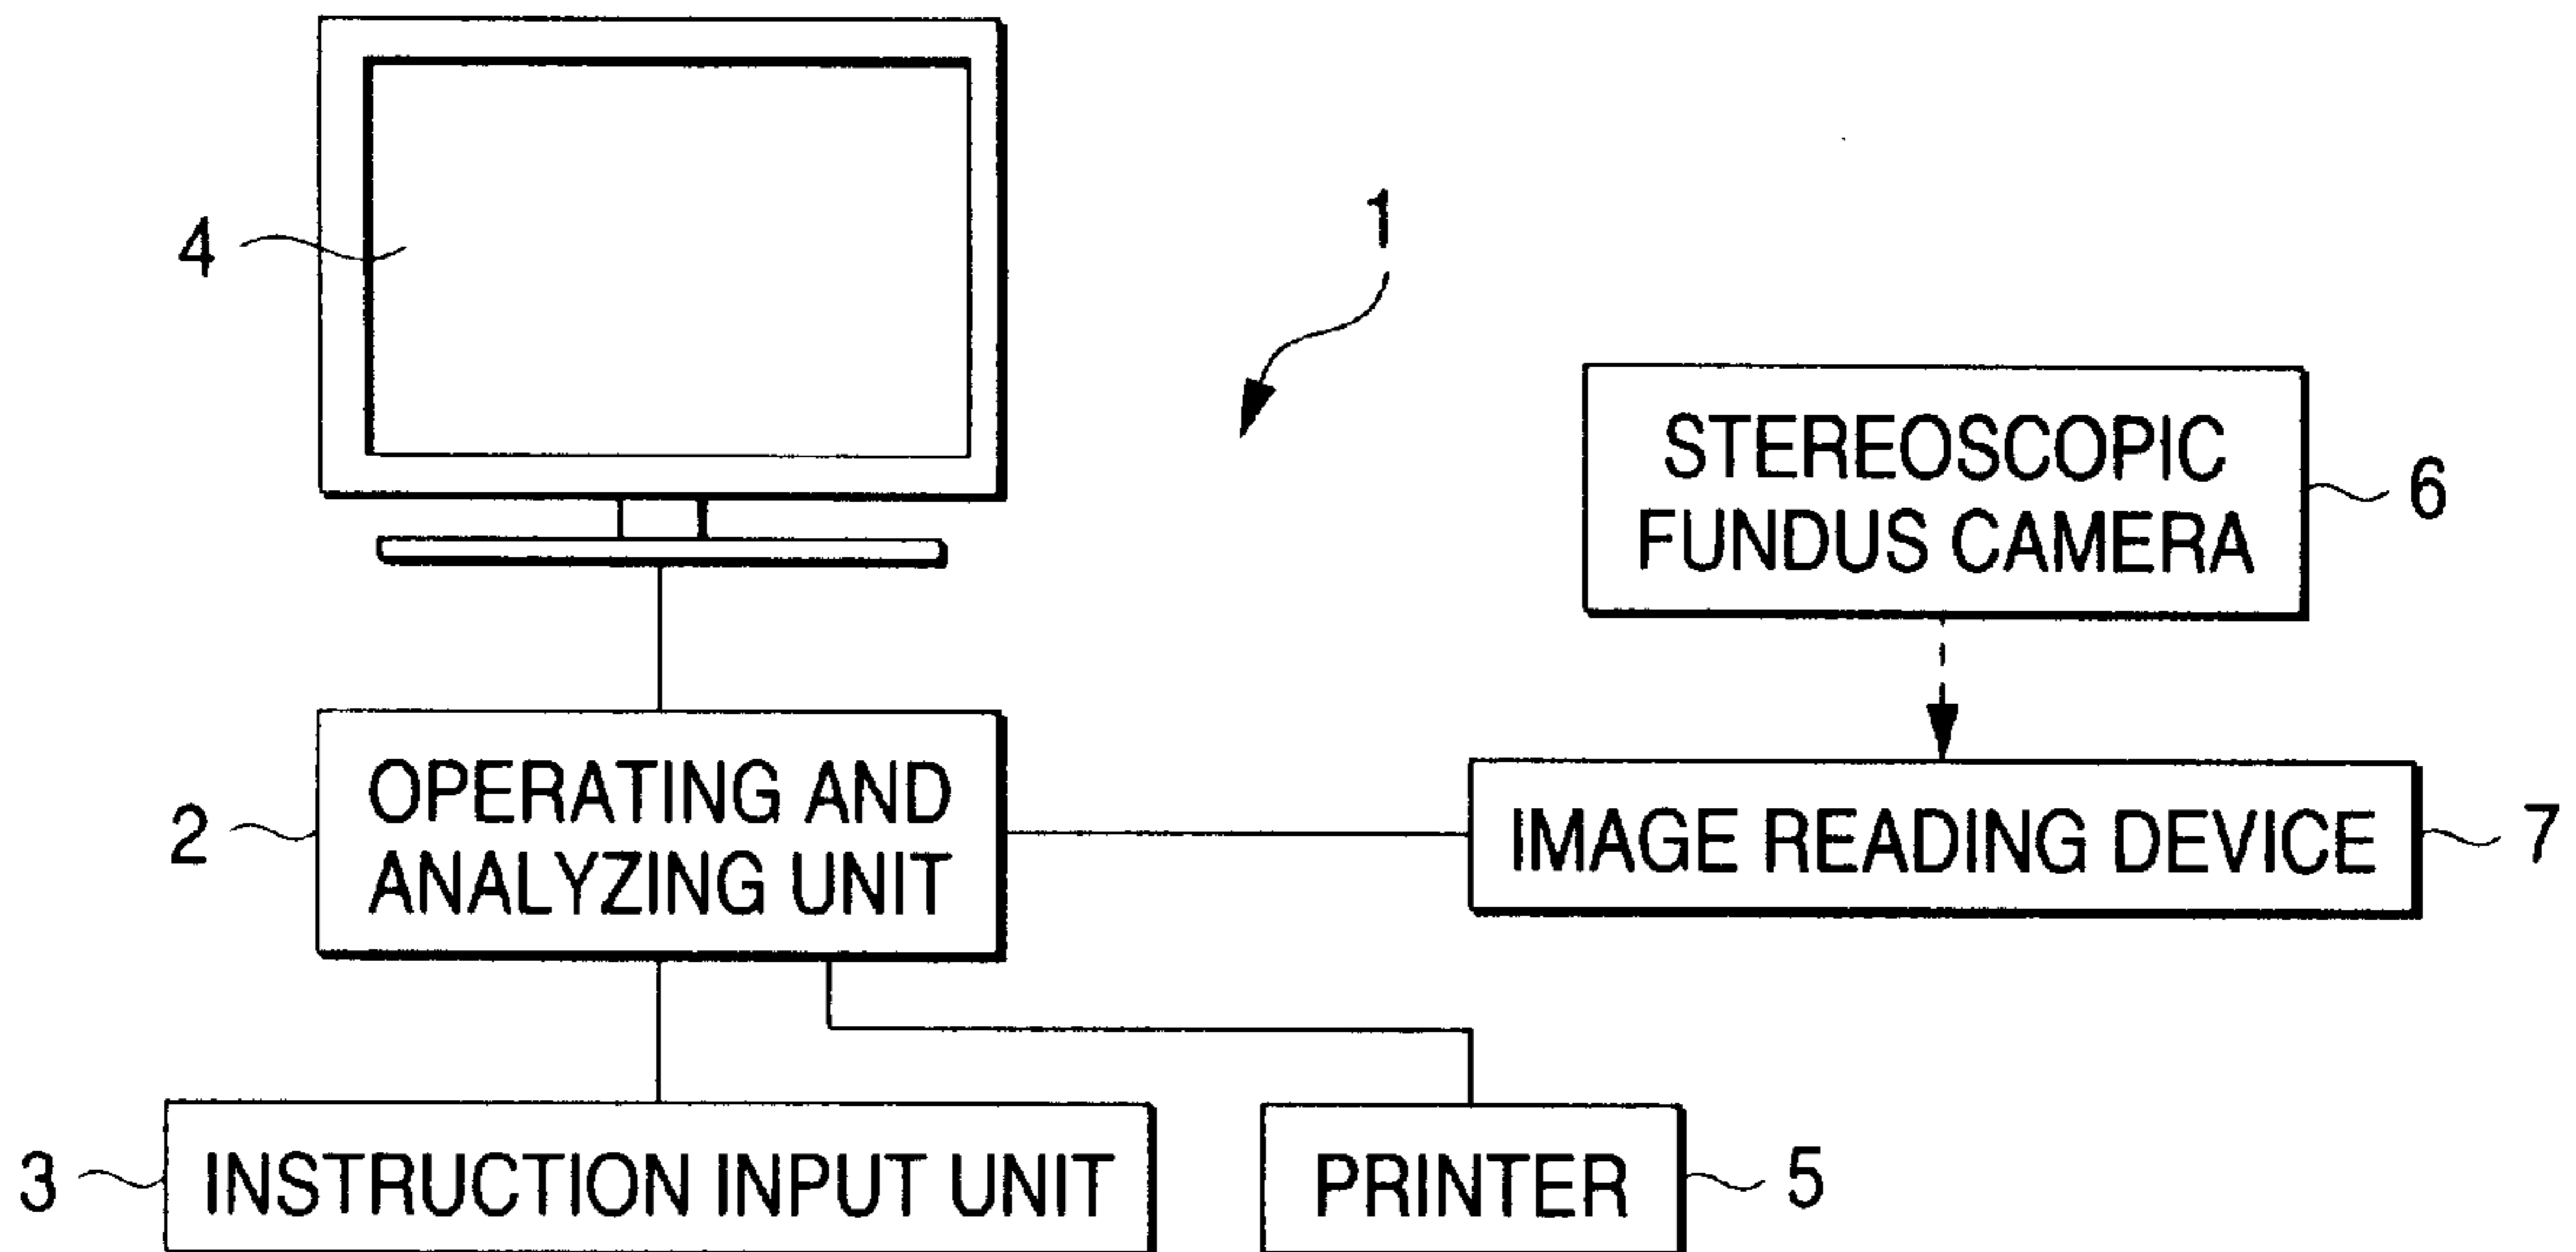 4
1
STEREOSCOPIC
FUNDUS CAMERA
6
OPERATING AND
ANALYZING UNIT
2
IMAGE READING DEVICE
7
3
INSTRUCTION INPUT UNIT
PRINTER
5